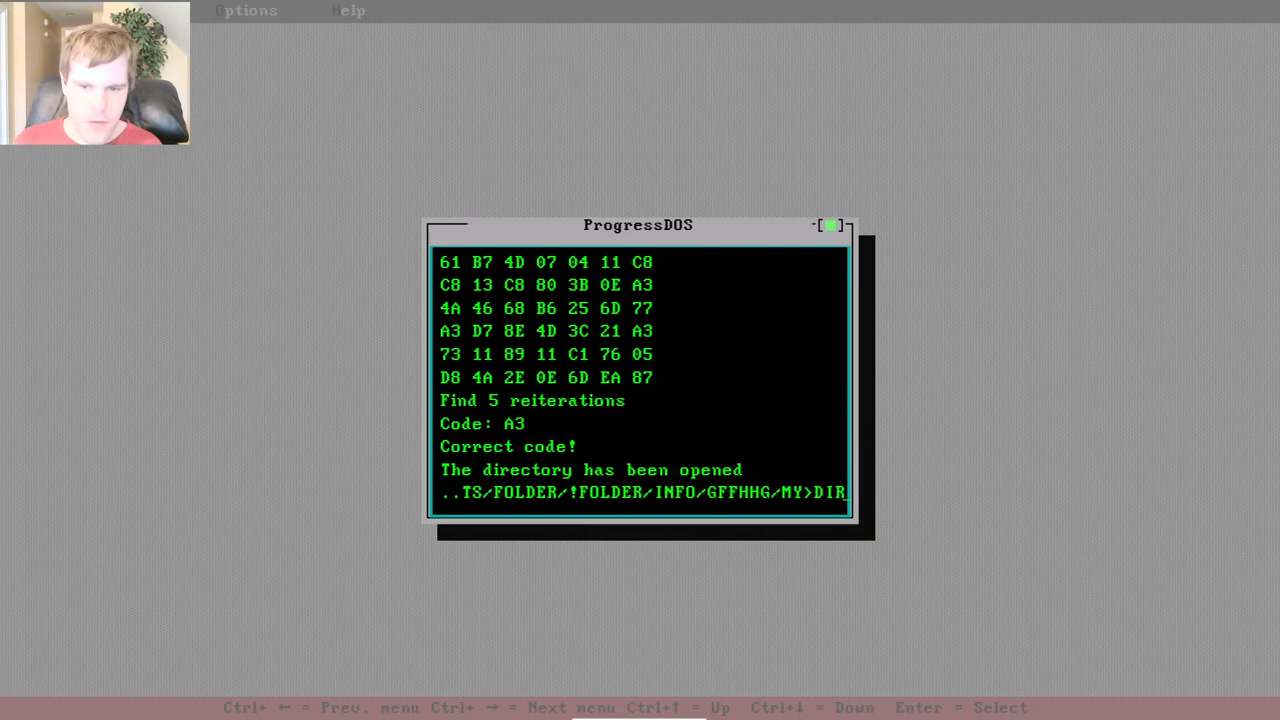 Options Help
ProgressDOS
61 B7 4D 07 04 11 C8
C8 13 C8 80 3B 0E A3
4A 46 68 B6 25 6D 77
A3 D7 8E 4D 3C 21 A3
73 11 89 11 C1 76 05
D8 4A 2E 0E 6D EA 87
Find 5 reiterations
Code: A3
Correct code!
The directory has been opened
..TS/FOLDER/!FOLDER/INFO/GFFHHG/MY>DIR_
Ctrl+ ← = Prev. menu Ctrl+ → = Next menu Ctrl+↑ = Up Ctrl+↓ = Down Enter = Select